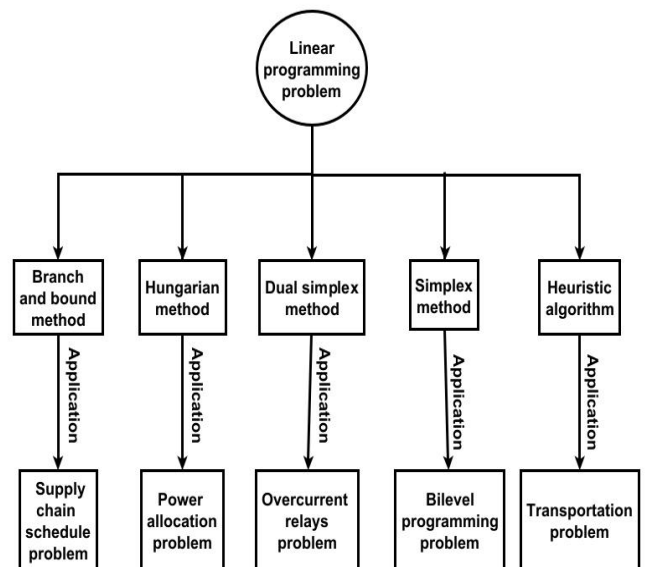 Linear
programming
problem
Branch
and bound
method
Hungarian
method
Dual simplex
method
Simplex
method
Heuristic
algorithm
Application
Application
Application
Application
Application
Supply
chain
schedule
problem
Power
allocation
problem
Overcurrent
relays
problem
Bilevel
programming
problem
Transportation
problem